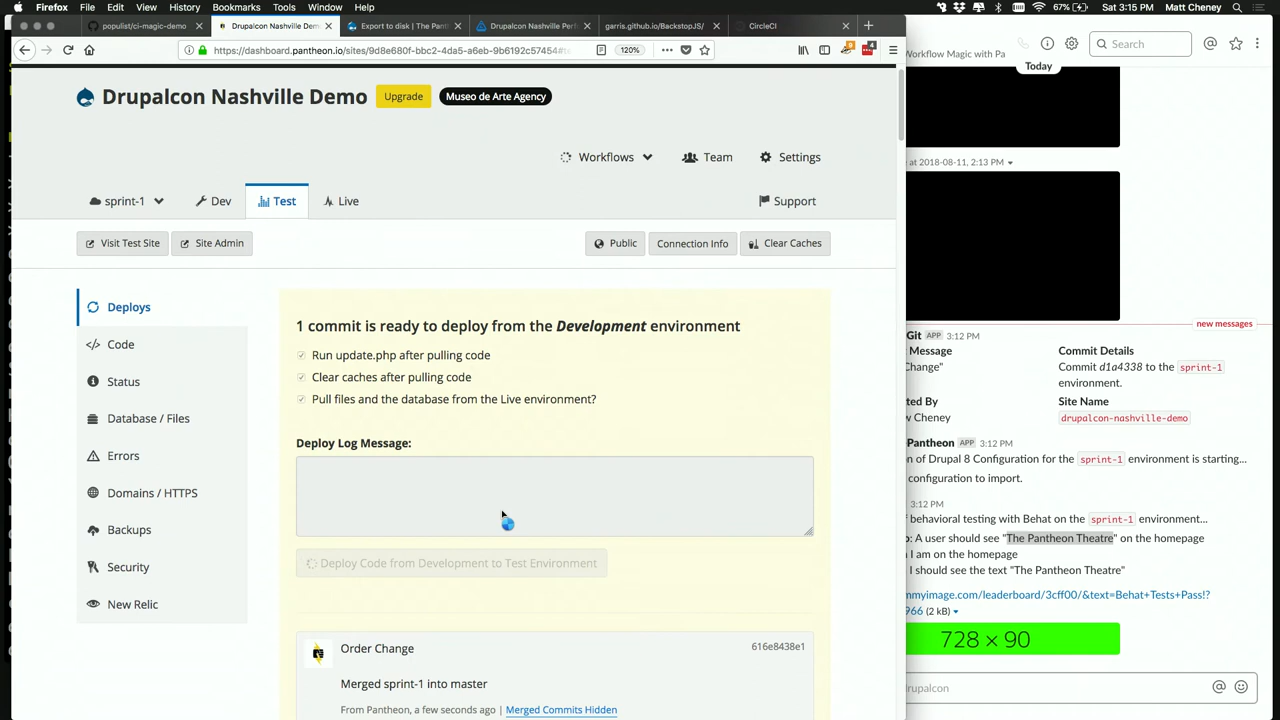 Firefox File Edit View History Bookmarks Tools Window Help
67% Sat 3:15 PM Matt Cheney
populist/ci-magic-demo
Drupalcon Nashville Demo
Export to disk | The Pant
Drupalcon Nashville Perf
garris.github.io/BackstopJS/
CircleCI
https://dashboard.pantheon.io/sites/9d8e680f-bbc2-4da5-a6eb-9b6192c57454#t
120%
Drupalcon Nashville Demo
Upgrade
Museo de Arte Agency
Workflows
Team
Settings
sprint-1
Dev
Test
Live
Support
Visit Test Site
Site Admin
Public
Connection Info
Clear Caches
Deploys
Code
Status
Database / Files
Errors
Domains / HTTPS
Backups
Security
New Relic
1 commit is ready to deploy from the Development environment
Run update.php after pulling code
Clear caches after pulling code
Pull files and the database from the Live environment?
Deploy Log Message:
Deploy Code from Development to Test Environment
Order Change
616e8438e1
Merged sprint-1 into master
From Pantheon, a few seconds ago | Merged Commits Hidden
Workflow Magic with Pa
Search
Today
at 2018-08-11, 2:13 PM
new messages
Git APP 3:12 PM
Message
Commit Details
Change"
Commit d1a4338 to the sprint-1
environment.
ted By
Site Name
w Cheney
drupalcon-nashville-demo
Pantheon APP 3:12 PM
n of Drupal 8 Configuration for the sprint-1 environment is starting...
configuration to import.
3:12 PM
f behavioral testing with Behat on the sprint-1 environment...
o: A user should see "The Pantheon Theatre" on the homepage
I am on the homepage
I should see the text "The Pantheon Theatre"
mmyimage.com/leaderboard/3cff00/&text=Behat+Tests+Pass!?
966 (2 kB)
728 × 90
rupalcon